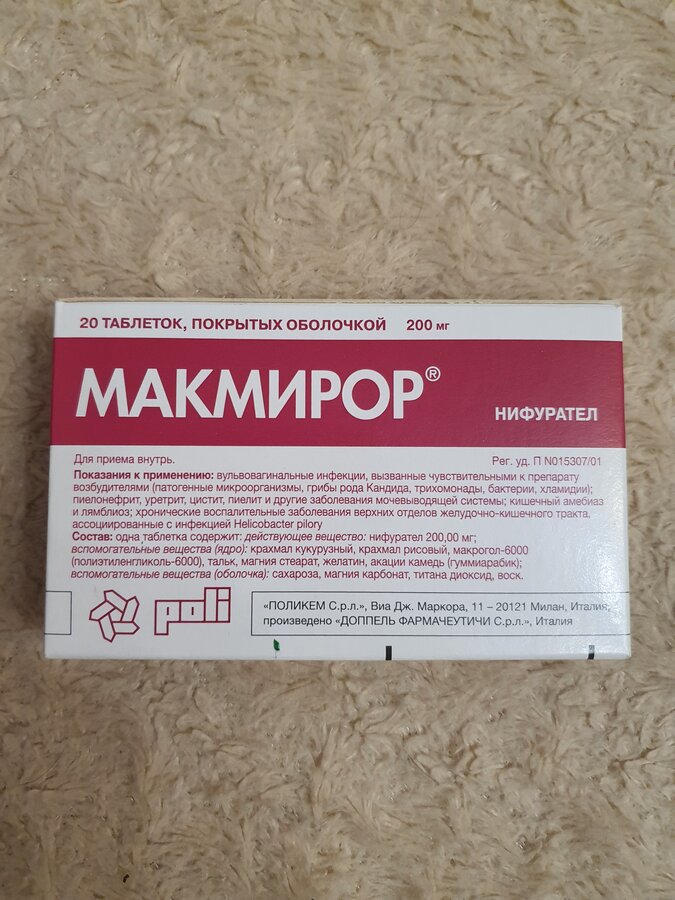 20 ТАБЛЕТОК, ПОКРЫТЫХ ОБОЛОЧКОЙ 200 мг
МАКМИРОР®
НИФУРАТЕЛ
Для приема внутрь. Рег. уд. П N015307/01
Показания к применению: вульвовагинальные инфекции, вызванные чувствительными к препарату
возбудителями (патогенные микроорганизмы, грибы рода Кандида, трихомонады, бактерии, хламидии);
пиелонефрит, уретрит, цистит, пиелит и другие заболевания мочевыводящей системы; кишечный амебиаз
и лямблиоз; хронические воспалительные заболевания верхних отделов желудочно-кишечного тракта,
ассоциированные с инфекцией Helicobacter pilory
Состав: одна таблетка содержит: действующее вещество: нифурател 200,00 мг;
вспомогательные вещества (ядро): крахмал кукурузный, крахмал рисовый, макрогол-6000
(полиэтиленгликоль-6000), тальк, магния стеарат, желатин, акации камедь (гуммиарабик);
вспомогательные вещества (оболочка): сахароза, магния карбонат, титана диоксид, воск.
poli
«ПОЛИКЕМ С.р.л.», Виа Дж. Маркора, 11 – 20121 Милан, Италия,
произведено «ДОППЕЛЬ ФАРМАЧЕУТИЧИ С.р.л.», Италия